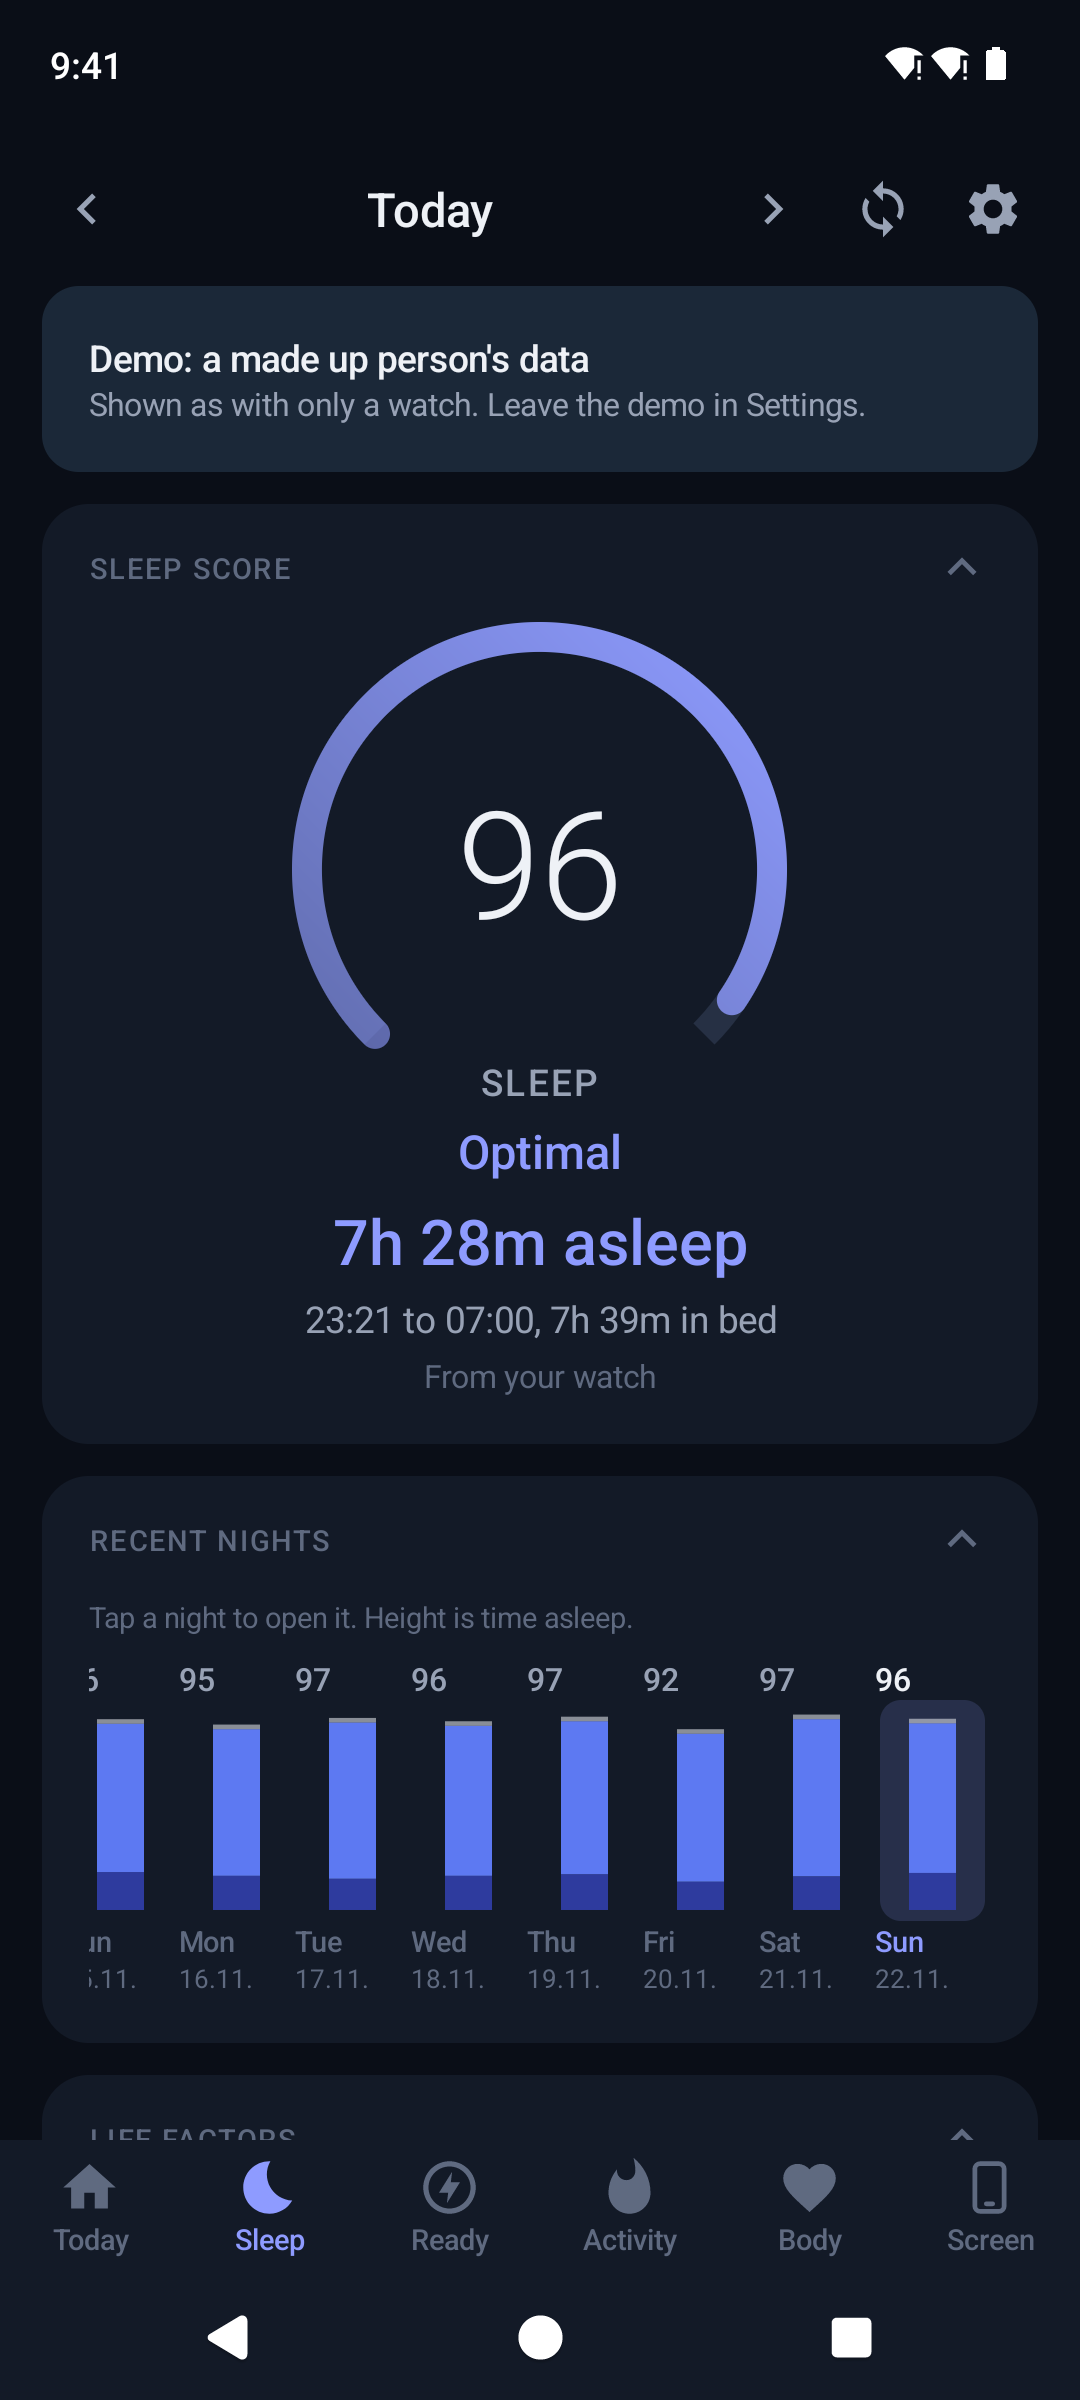 9:41
Today
Demo: a made up person's data
Shown as with only a watch. Leave the demo in Settings.
SLEEP SCORE
96
SLEEP
Optimal
7h 28m asleep
23:21 to 07:00, 7h 39m in bed
From your watch
RECENT NIGHTS
Tap a night to open it. Height is time asleep.
95 97 96 97 92 97 96
Mon Tue Wed Thu Fri Sat Sun
16.11. 17.11. 18.11. 19.11. 20.11. 21.11. 22.11.
LIFE FACTORS
Today Sleep Ready Activity Body Screen